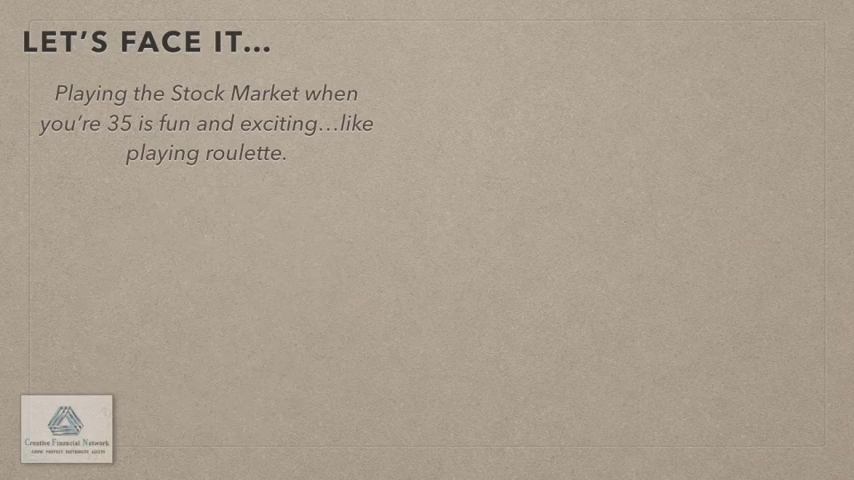 LET’S FACE IT…
Playing the Stock Market when
you’re 35 is fun and exciting…like
playing roulette.
Creative Financial Network